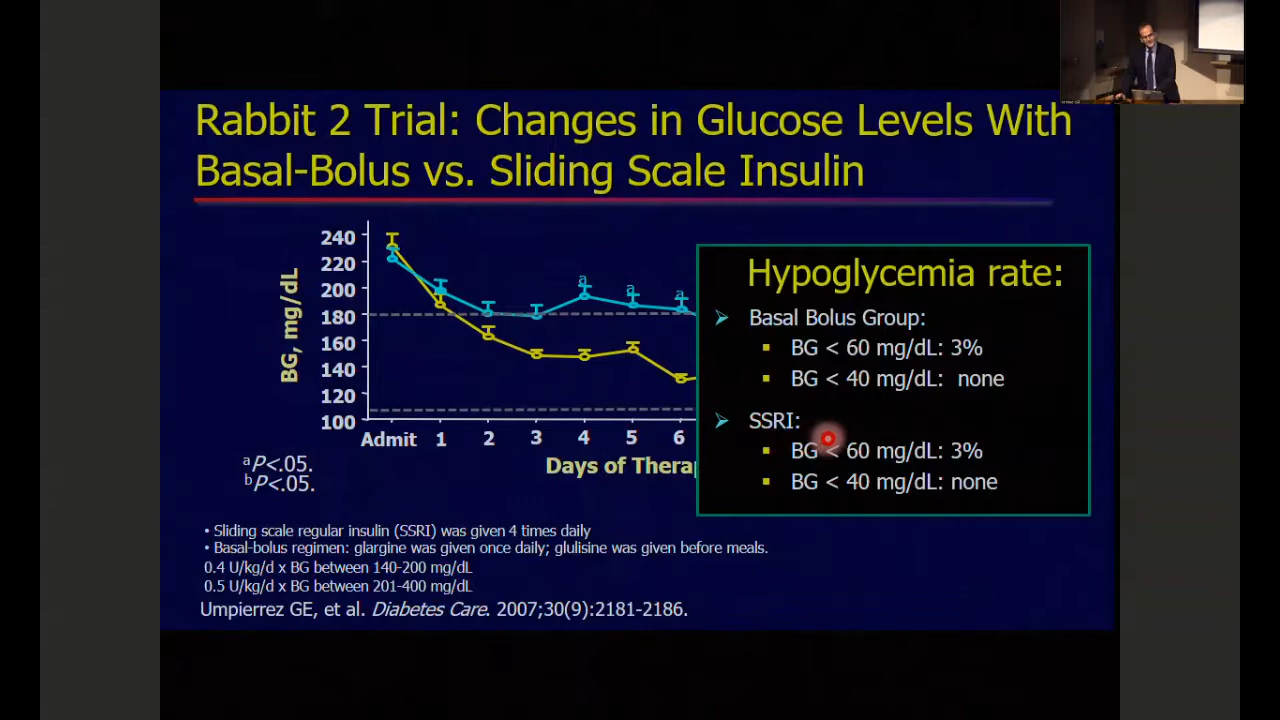 Rabbit 2 Trial: Changes in Glucose Levels With
Basal-Bolus vs. Sliding Scale Insulin
240
220
200
180
160
140
120
100
BG, mg/dL
a
a
a
Admit 1 2 3 4 5 6
Days of Therap
aP<.05.
bP<.05.
Hypoglycemia rate:
➢ Basal Bolus Group:
▪ BG < 60 mg/dL: 3%
▪ BG < 40 mg/dL: none
➢ SSRI:
▪ BG < 60 mg/dL: 3%
▪ BG < 40 mg/dL: none
• Sliding scale regular insulin (SSRI) was given 4 times daily
• Basal-bolus regimen: glargine was given once daily; glulisine was given before meals.
0.4 U/kg/d x BG between 140-200 mg/dL
0.5 U/kg/d x BG between 201-400 mg/dL
Umpierrez GE, et al. Diabetes Care. 2007;30(9):2181-2186.